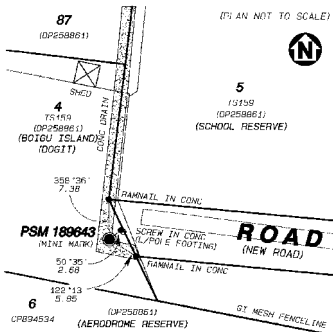 87
(DP258861)
(PLAN NOT TO SCALE)
N
SHED
CONC DRAIN
5
TS159
(DP258861)
(SCHOOL RESERVE)
4
TS159
(DP258861)
(BOIGU ISLAND)
(DOGIT)
358°36'
7.38
RAMNAIL IN CONC
PSM 189643
(MINI MARK)
SCREW IN CONC
(L/POLE FOOTING)
ROAD
(NEW ROAD)
50°35'
2.68
RAMNAIL IN CONC
122°13'
5.85
6
CP894534
(DP258861)
(AERODROME RESERVE)
GI MESH FENCELINE